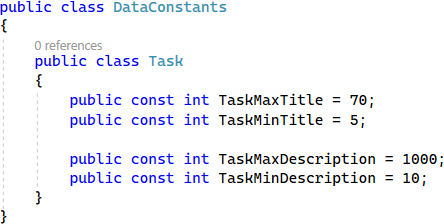 public class DataConstants
{
0 references
public class Task
{
public const int TaskMaxTitle = 70;
public const int TaskMinTitle = 5;
public const int TaskMaxDescription = 1000;
public const int TaskMinDescription = 10;
}
}